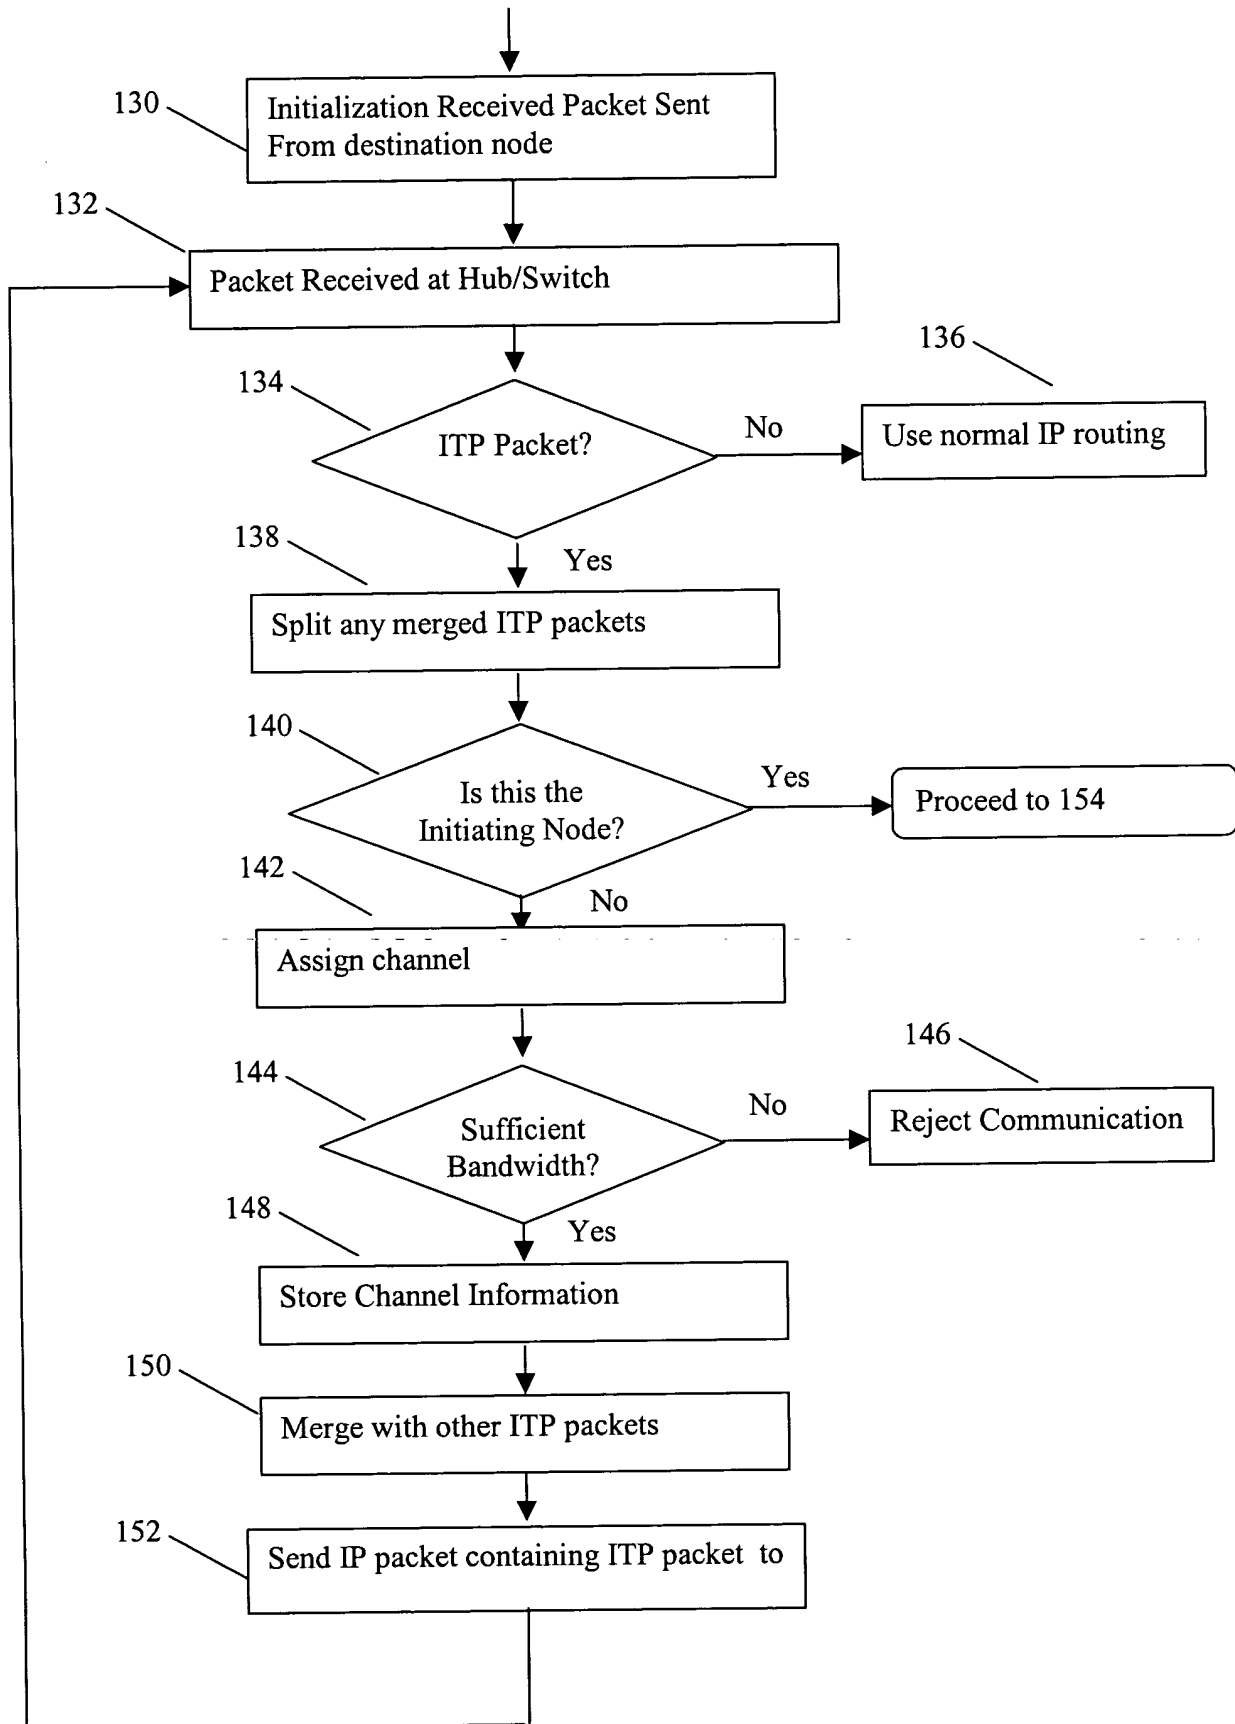 130
Initialization Received Packet Sent
From destination node
132
Packet Received at Hub/Switch
136
134
ITP Packet?
No
Use normal IP routing
138
Yes
Split any merged ITP packets
140
Is this the
Initiating Node?
Yes
Proceed to 154
142
No
Assign channel
146
144
Sufficient
Bandwidth?
No
Reject Communication
148
Yes
Store Channel Information
150
Merge with other ITP packets
152
Send IP packet containing ITP packet to